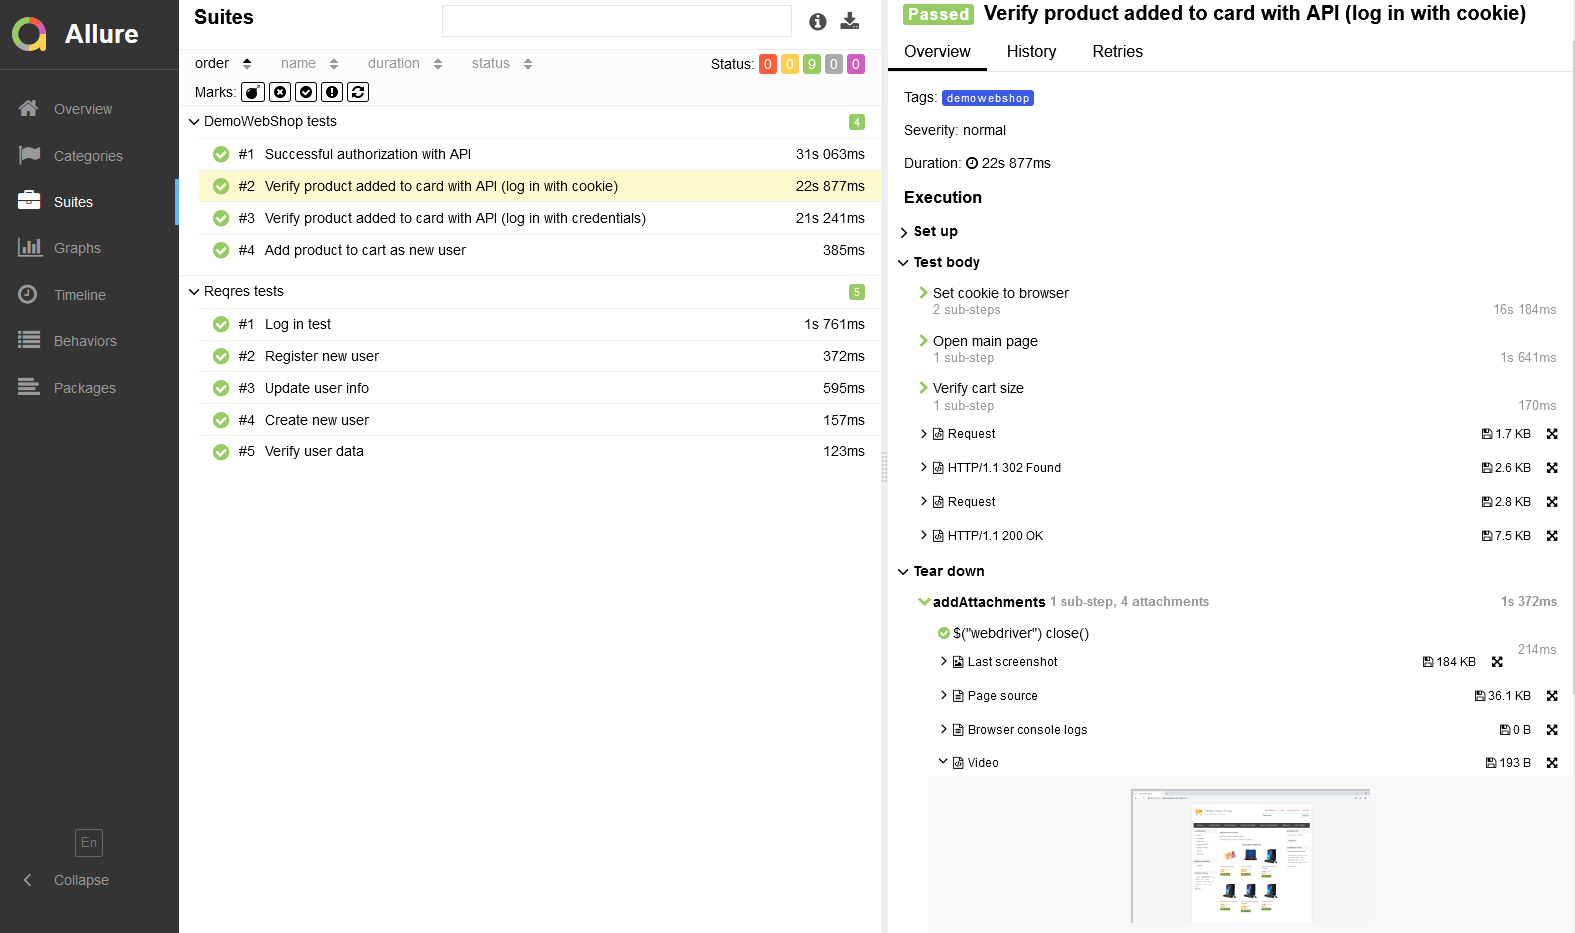 Allure
Overview
Categories
Suites
Graphs
Timeline
Behaviors
Packages
En
Collapse
Suites
order name duration status Status: 0 0 9 0 0
Marks:
DemoWebShop tests 4
#1 Successful authorization with API 31s 063ms
#2 Verify product added to card with API (log in with cookie) 22s 877ms
#3 Verify product added to card with API (log in with credentials) 21s 241ms
#4 Add product to cart as new user 385ms
Reqres tests 5
#1 Log in test 1s 761ms
#2 Register new user 372ms
#3 Update user info 595ms
#4 Create new user 157ms
#5 Verify user data 123ms
Passed Verify product added to card with API (log in with cookie)
Overview History Retries
Tags: demowebshop
Severity: normal
Duration: 22s 877ms
Execution
Set up
Test body
Set cookie to browser
2 sub-steps 16s 184ms
Open main page
1 sub-step 1s 641ms
Verify cart size
1 sub-step 170ms
Request 1.7 KB
HTTP/1.1 302 Found 2.6 KB
Request 2.8 KB
HTTP/1.1 200 OK 7.5 KB
Tear down
addAttachments 1 sub-step, 4 attachments 1s 372ms
$("webdriver") close()
214ms
Last screenshot 184 KB
Page source 36.1 KB
Browser console logs 0 B
Video 193 B